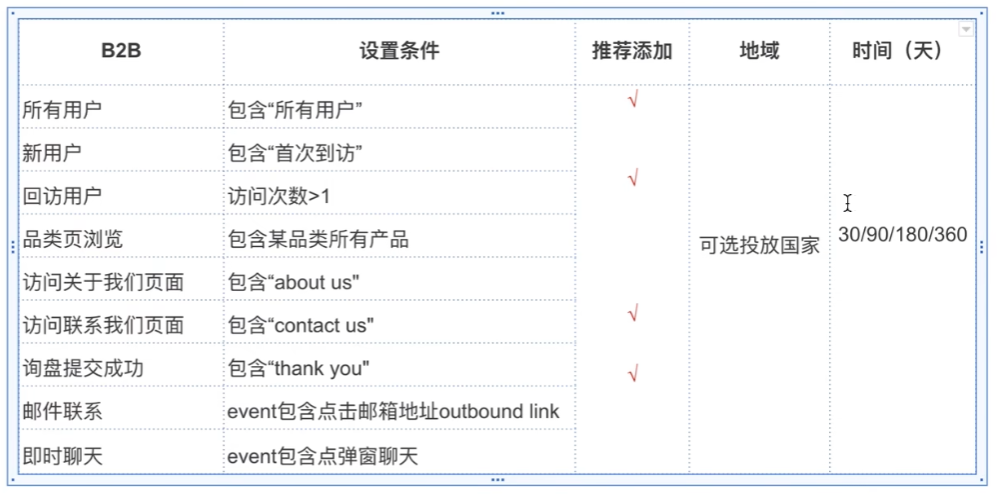 B2B 设置条件 推荐添加 地域 时间（天）
所有用户 包含“所有用户” √
新用户 包含“首次到访”
回访用户 访问次数>1 √
品类页浏览 包含某品类所有产品 可选投放国家 30/90/180/360
访问关于我们页面 包含“about us"
访问联系我们页面 包含“contact us" √
询盘提交成功 包含“thank you" √
邮件联系 event包含点击邮箱地址outbound link
即时聊天 event包含点弹窗聊天